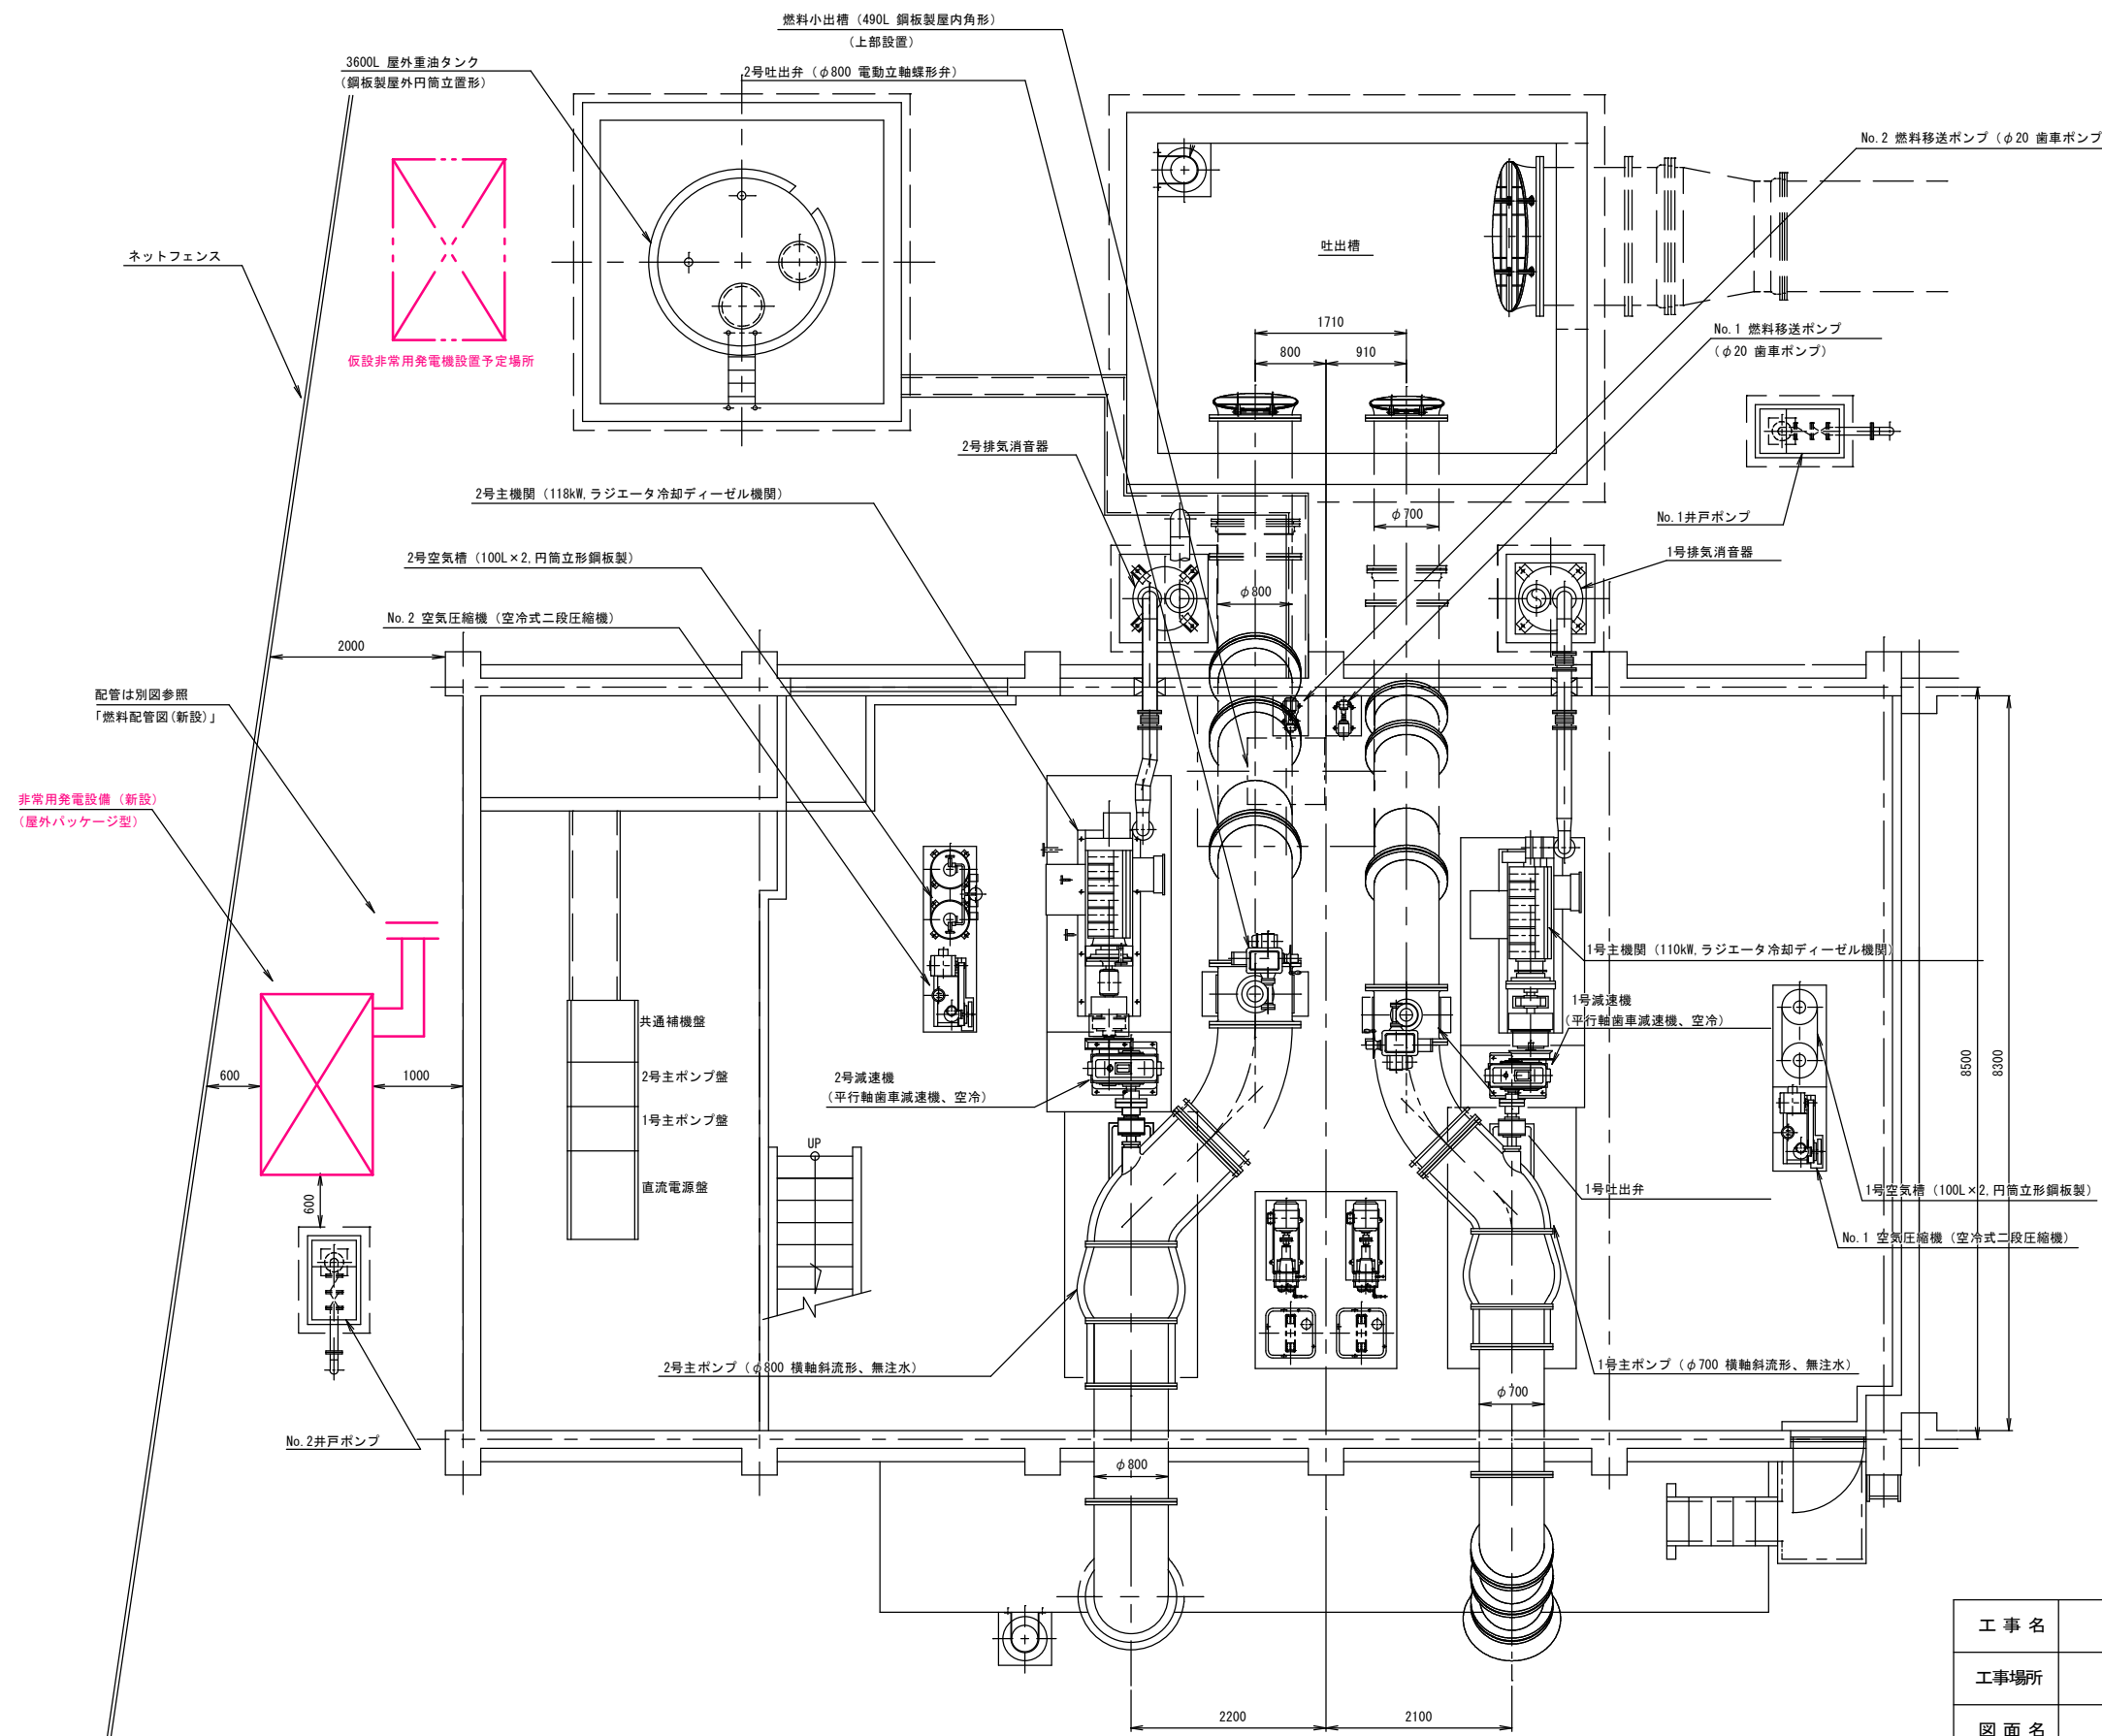 燃料小出槽（490L 鋼板製屋内角形）
（上部設置）
3600L 屋外重油タンク
（鋼板製屋外円筒立置形）
2号吐出弁（φ800 電動立軸蝶形弁）
No.2 燃料移送ポンプ（φ20 歯車ポンプ
ネットフェンス
吐出槽
仮設非常用発電機設置予定場所
1710
800
910
No.1 燃料移送ポンプ
（φ20 歯車ポンプ）
2号排気消音器
2号主機関（118kW,ラジエータ冷却ディーゼル機関）
φ700
No.1井戸ポンプ
2号空気槽（100L×2,円筒立形鋼板製）
1号排気消音器
φ800
No.2 空気圧縮機（空冷式二段圧縮機）
2000
配管は別図参照
「燃料配管図(新設)」
非常用発電設備（新設）
（屋外パッケージ型）
1号主機関（110kW,ラジエータ冷却ディーゼル機関）
1号減速機
（平行軸歯車減速機、空冷）
共通補機盤
2号主ポンプ盤
1号主ポンプ盤
直流電源盤
600
1000
600
2号減速機
（平行軸歯車減速機、空冷）
8500
8300
UP
1号吐出弁
1号空気槽（100L×2,円筒立形鋼板製）
No.1 空気圧縮機（空冷式二段圧縮機）
2号主ポンプ（φ800 横軸斜流形、無注水）
1号主ポンプ（φ700 横軸斜流形、無注水）
φ700
No.2井戸ポンプ
φ800
2200
2100
工 事 名
工事場所
図 面 名